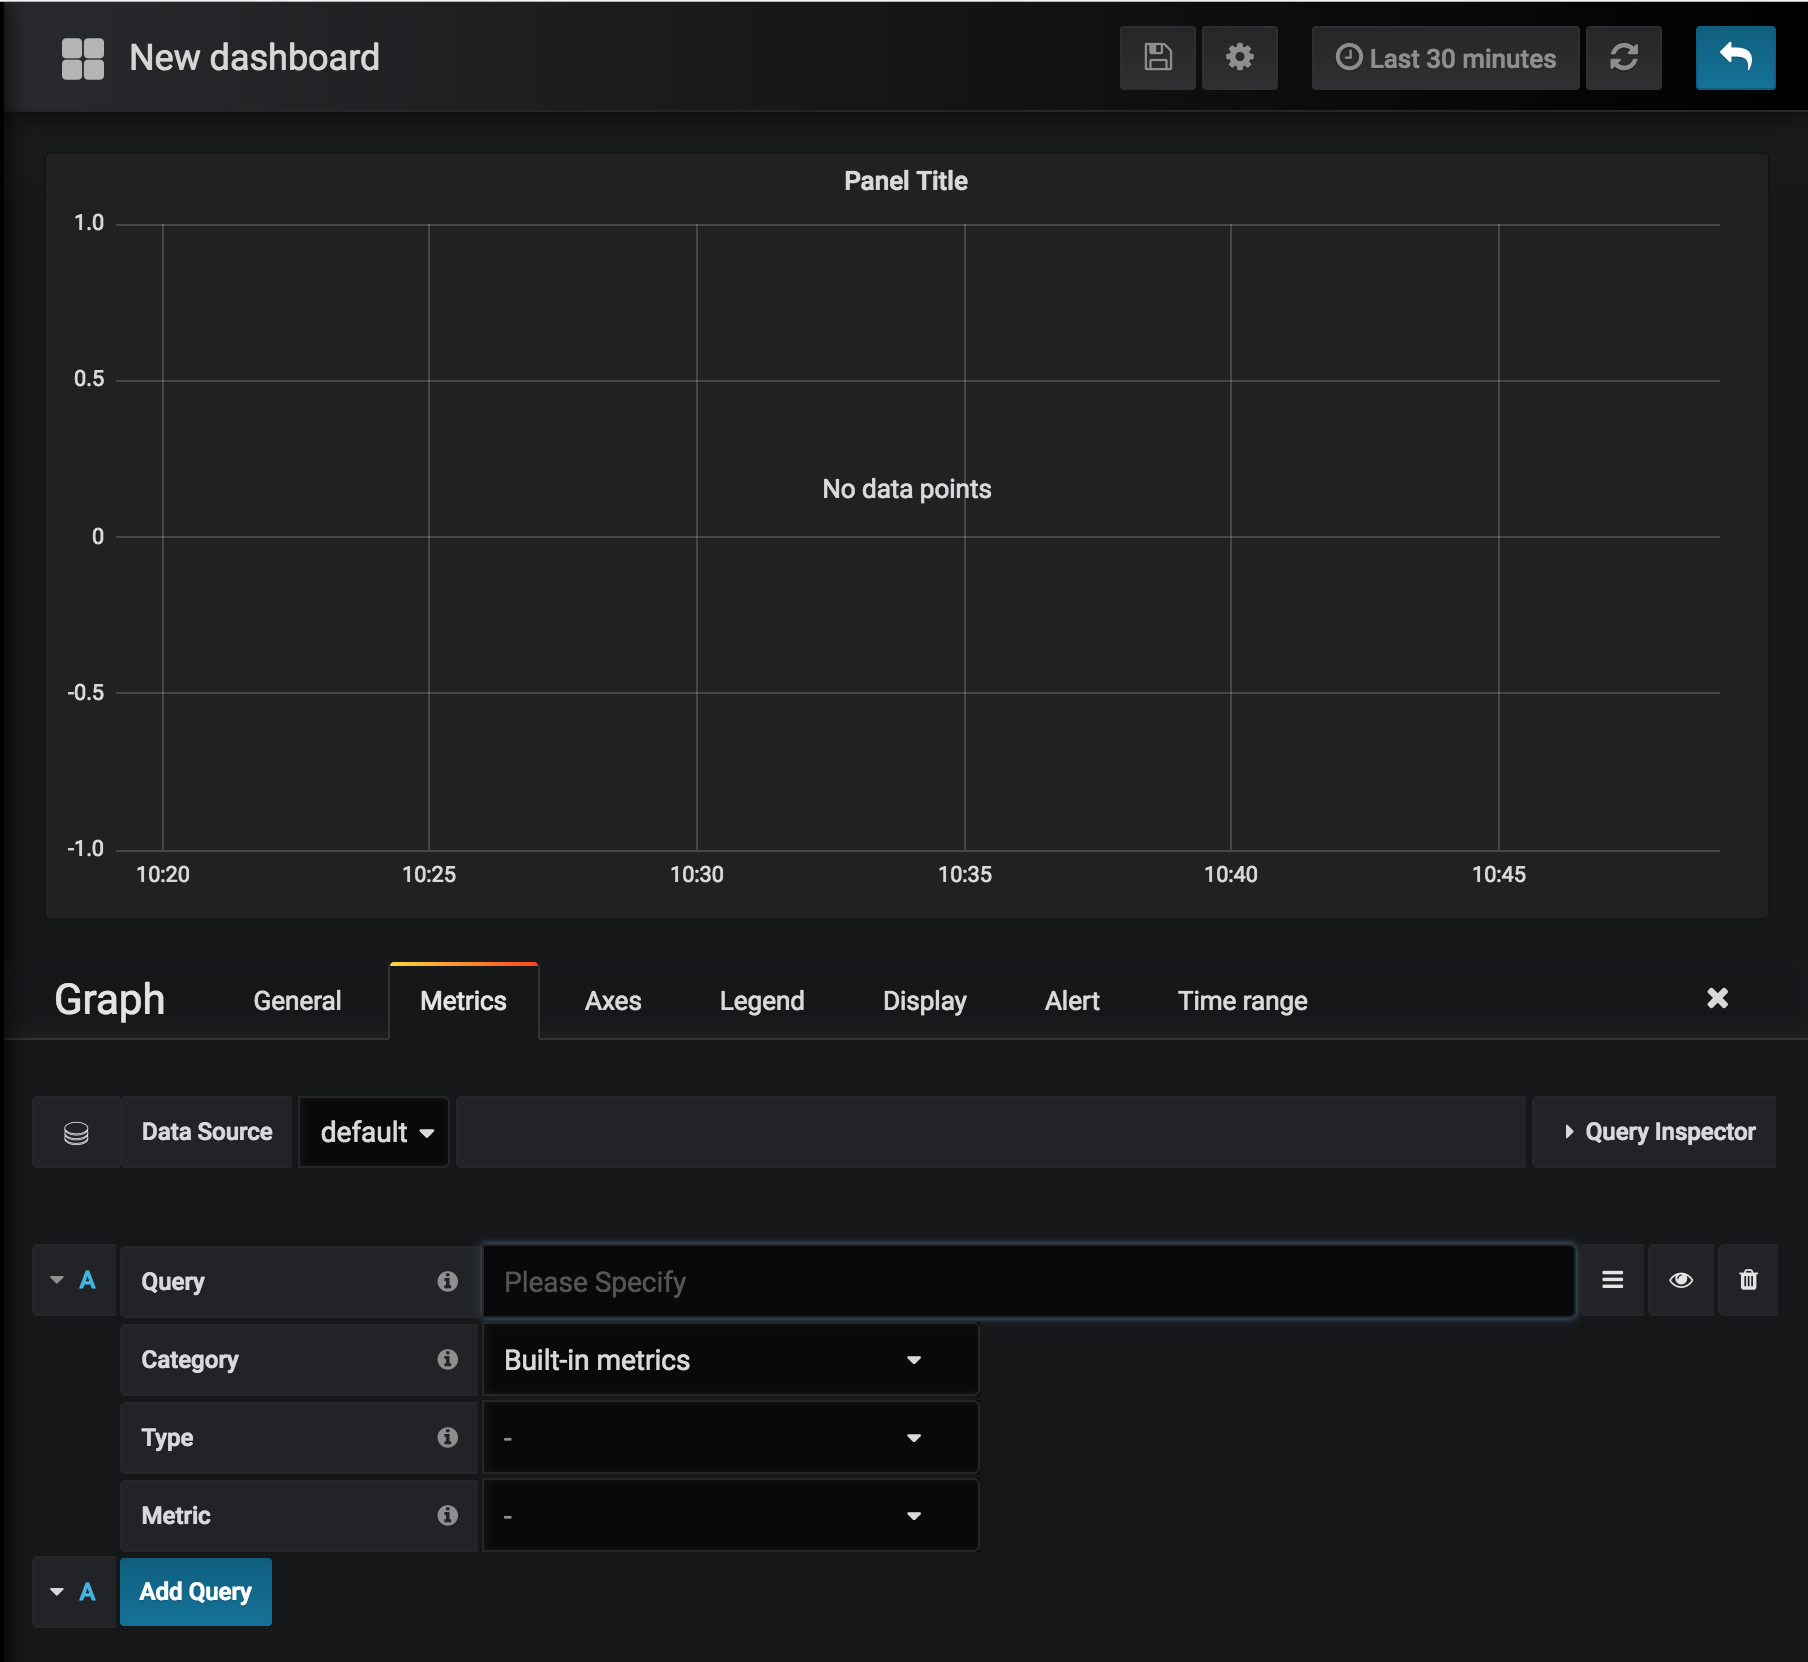 New dashboard
Last 30 minutes
Panel Title
1.0
0.5
No data points
0
-0.5
-1.0
10:20 10:25 10:30 10:35 10:40 10:45
Graph General Metrics Axes Legend Display Alert Time range
Data Source default Query Inspector
A Query Please Specify
Category Built-in metrics
Type -
Metric -
A Add Query